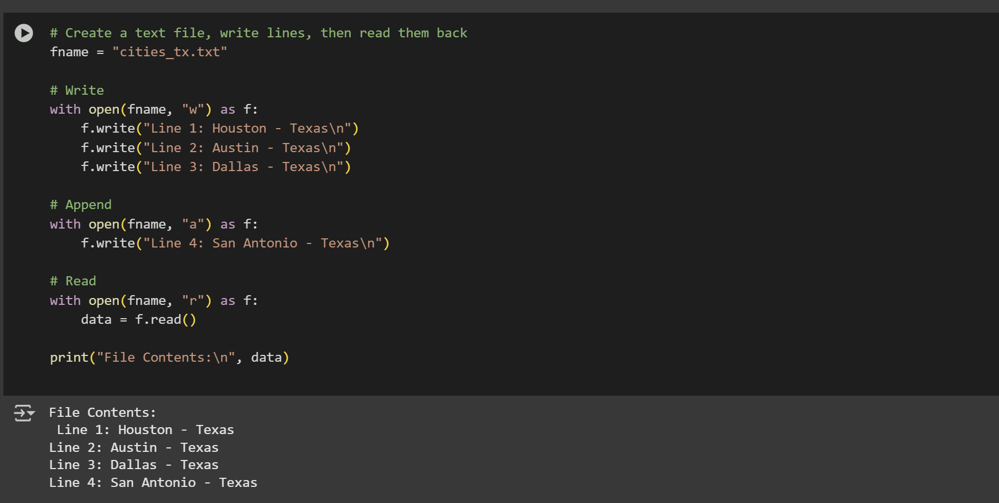 # Create a text file, write lines, then read them back
fname = "cities_tx.txt"

# Write
with open(fname, "w") as f:
    f.write("Line 1: Houston - Texas\n")
    f.write("Line 2: Austin - Texas\n")
    f.write("Line 3: Dallas - Texas\n")

# Append
with open(fname, "a") as f:
    f.write("Line 4: San Antonio - Texas\n")

# Read
with open(fname, "r") as f:
    data = f.read()

print("File Contents:\n", data)

File Contents:
 Line 1: Houston - Texas
Line 2: Austin - Texas
Line 3: Dallas - Texas
Line 4: San Antonio - Texas